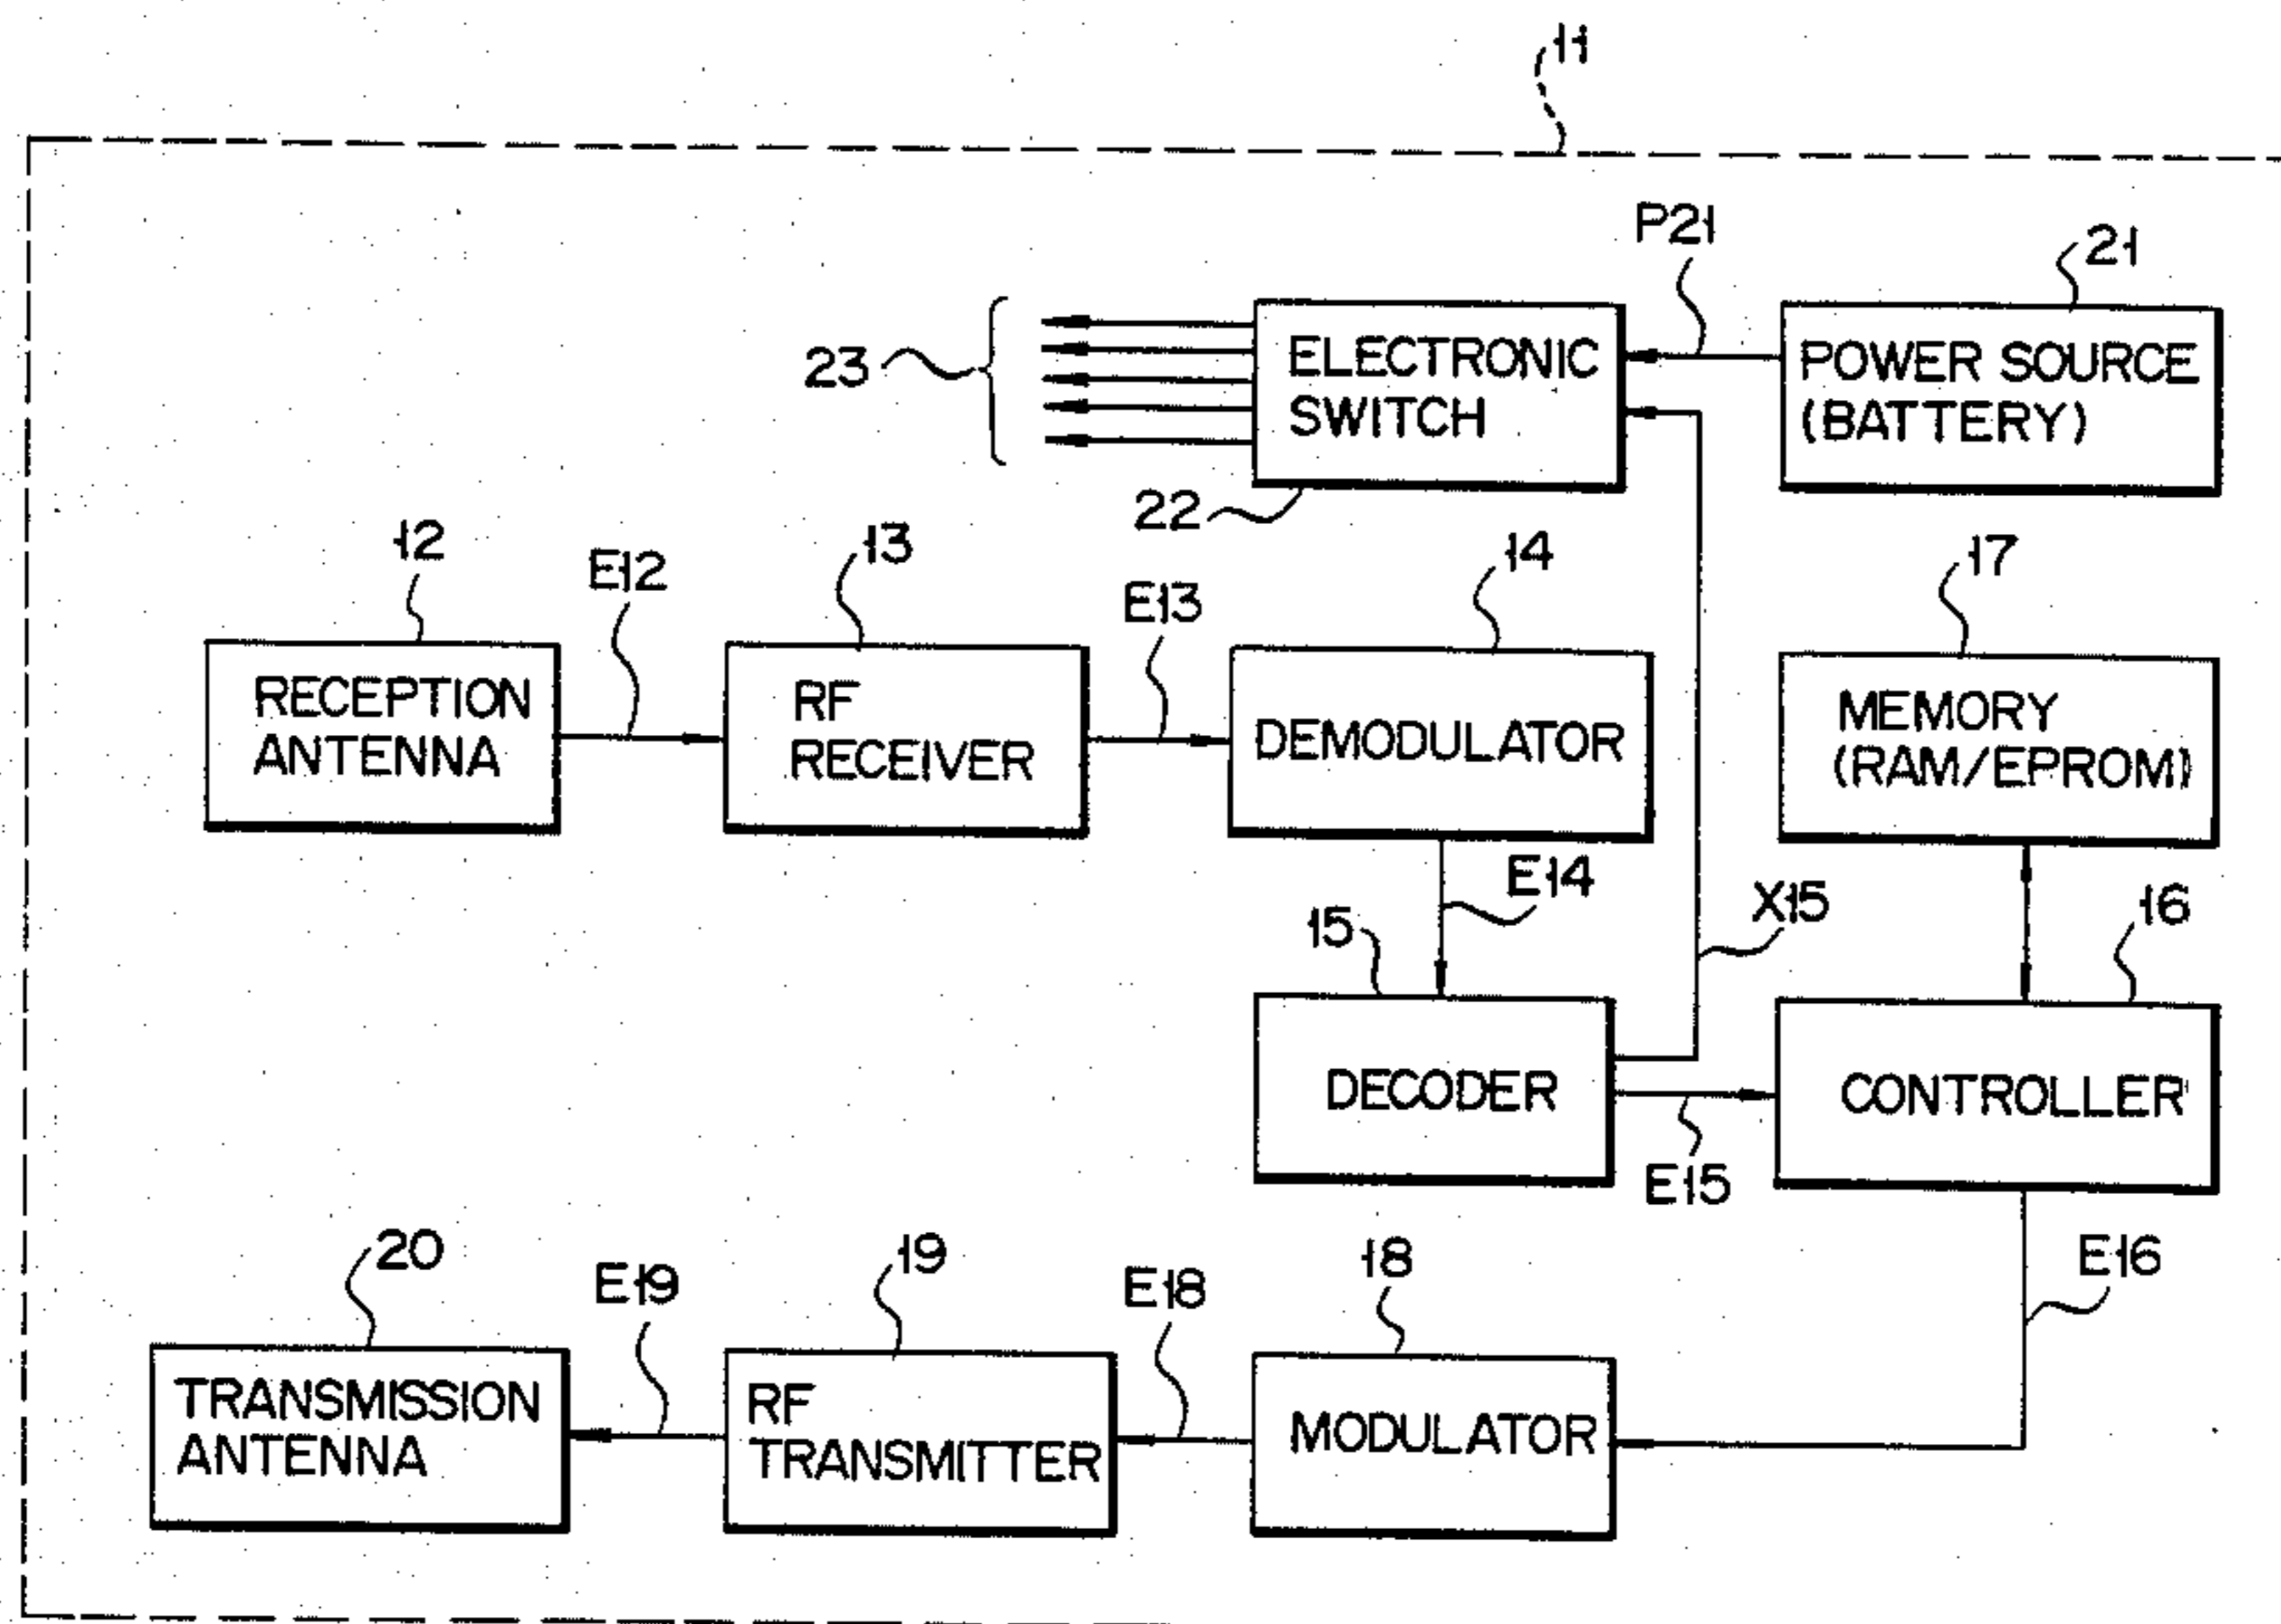 11
P21
21
23
ELECTRONIC
SWITCH
POWER SOURCE
(BATTERY)
22
12
E12
13
E13
14
17
RECEPTION
ANTENNA
RF
RECEIVER
DEMODULATOR
MEMORY
(RAM/EPROM)
E14
X15
16
15
DECODER
CONTROLLER
E15
20
E19
19
E18
18
E16
TRANSMISSION
ANTENNA
RF
TRANSMITTER
MODULATOR